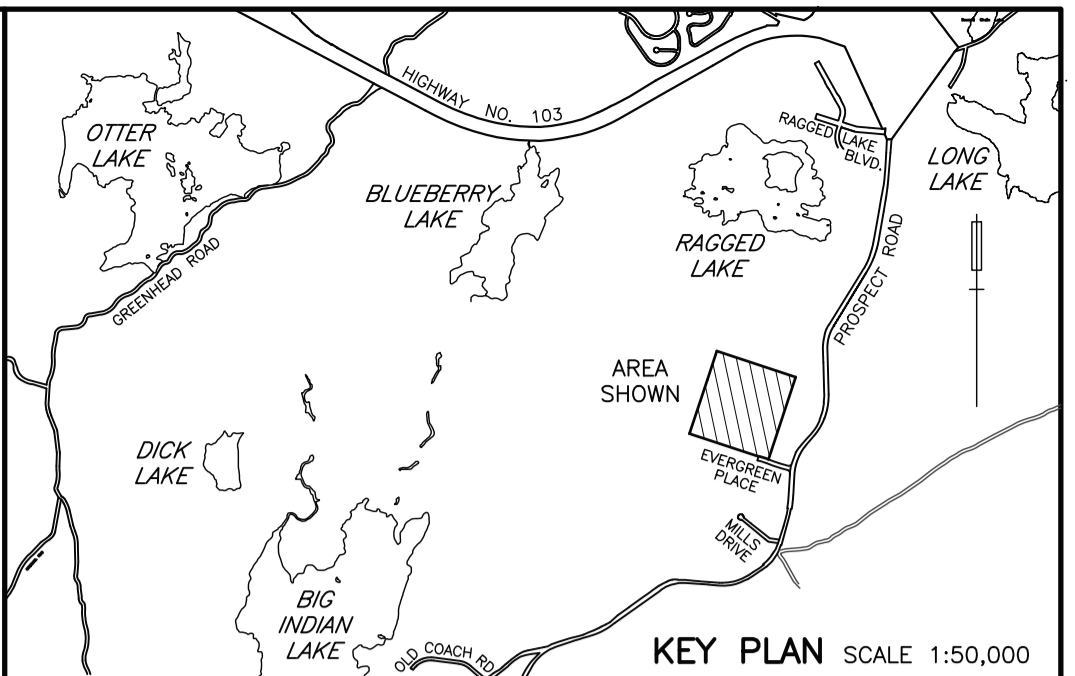 HIGHWAY NO. 103
OTTER
LAKE
BLUEBERRY
LAKE
RAGGED LAKE
BLVD.
LONG
LAKE
RAGGED
LAKE
GREENHEAD ROAD
PROSPECT ROAD
AREA
SHOWN
DICK
LAKE
EVERGREEN
PLACE
MILLS
DRIVE
BIG
INDIAN
LAKE
OLD COACH RD.
KEY PLAN SCALE 1:50,000